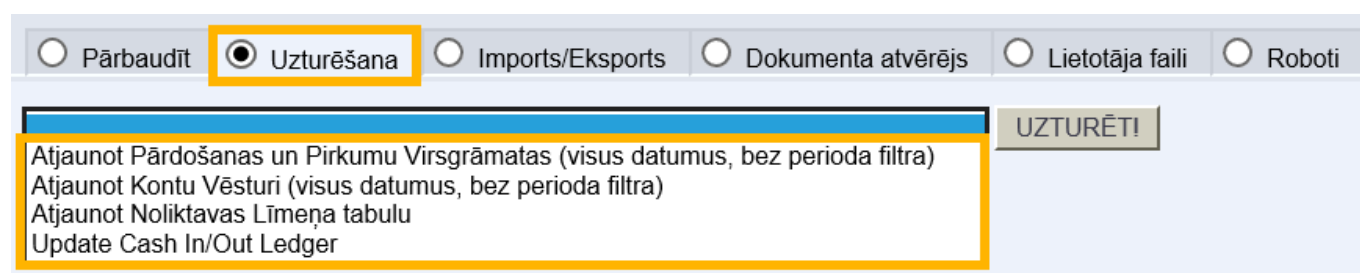 Pārbaudīt Uzturēšana Imports/Eksports Dokumenta atvērējs Lietotāja faili Roboti
UZTURĒT!
Atjaunot Pārdošanas un Pirkumu Virsgrāmatas (visus datumus, bez perioda filtra)
Atjaunot Kontu Vēsturi (visus datumus, bez perioda filtra)
Atjaunot Noliktavas Līmeņa tabulu
Update Cash In/Out Ledger